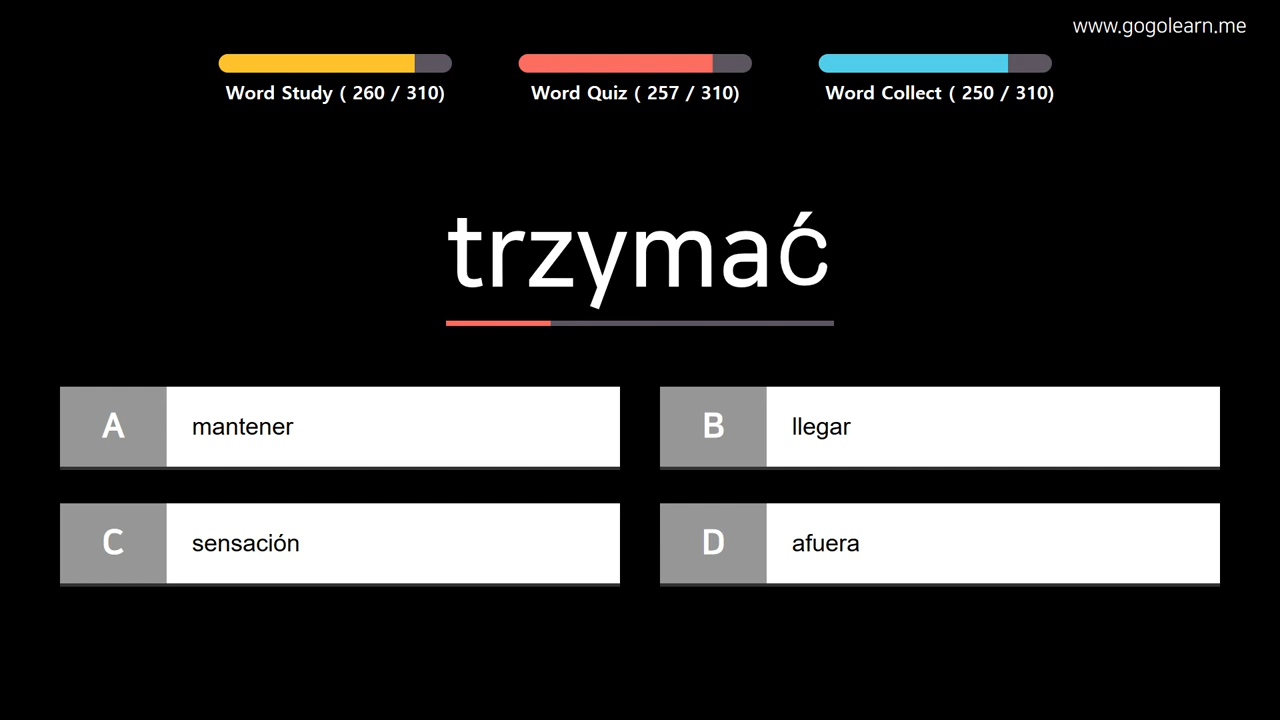 www.gogolearn.me
Word Study ( 260 / 310)
Word Quiz ( 257 / 310)
Word Collect ( 250 / 310)
trzymać
A mantener
B llegar
C sensación
D afuera